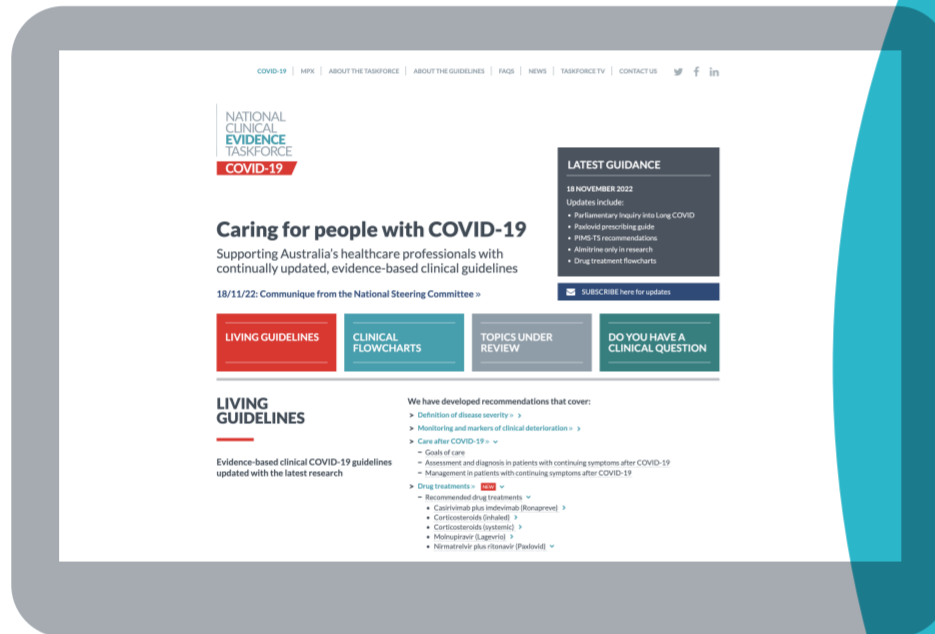 COVID-19 | MPX | ABOUT THE TASKFORCE | ABOUT THE GUIDELINES | FAQS | NEWS | TASKFORCE TV | CONTACT US
NATIONAL
CLINICAL
EVIDENCE
TASKFORCE
COVID-19
LATEST GUIDANCE
18 NOVEMBER 2022
Updates include:
• Parliamentary Inquiry into Long COVID
• Paxlovid prescribing guide
• PIMS-TS recommendations
• Almitrine only in research
• Drug treatment flowcharts
SUBSCRIBE here for updates
Caring for people with COVID-19
Supporting Australia's healthcare professionals with
continually updated, evidence-based clinical guidelines
18/11/22: Communique from the National Steering Committee »
LIVING GUIDELINES
CLINICAL
FLOWCHARTS
TOPICS UNDER
REVIEW
DO YOU HAVE A
CLINICAL QUESTION
LIVING
GUIDELINES
Evidence-based clinical COVID-19 guidelines
updated with the latest research
We have developed recommendations that cover:
> Definition of disease severity » >
> Monitoring and markers of clinical deterioration » >
> Care after COVID-19 »
– Goals of care
– Assessment and diagnosis in patients with continuing symptoms after COVID-19
– Management in patients with continuing symptoms after COVID-19
> Drug treatments » NEW
– Recommended drug treatments
• Casirivimab plus imdevimab (Ronapreve) >
• Corticosteroids (inhaled) >
• Corticosteroids (systemic) >
• Molnupiravir (Lagevrio) >
• Nirmatrelvir plus ritonavir (Paxlovid)